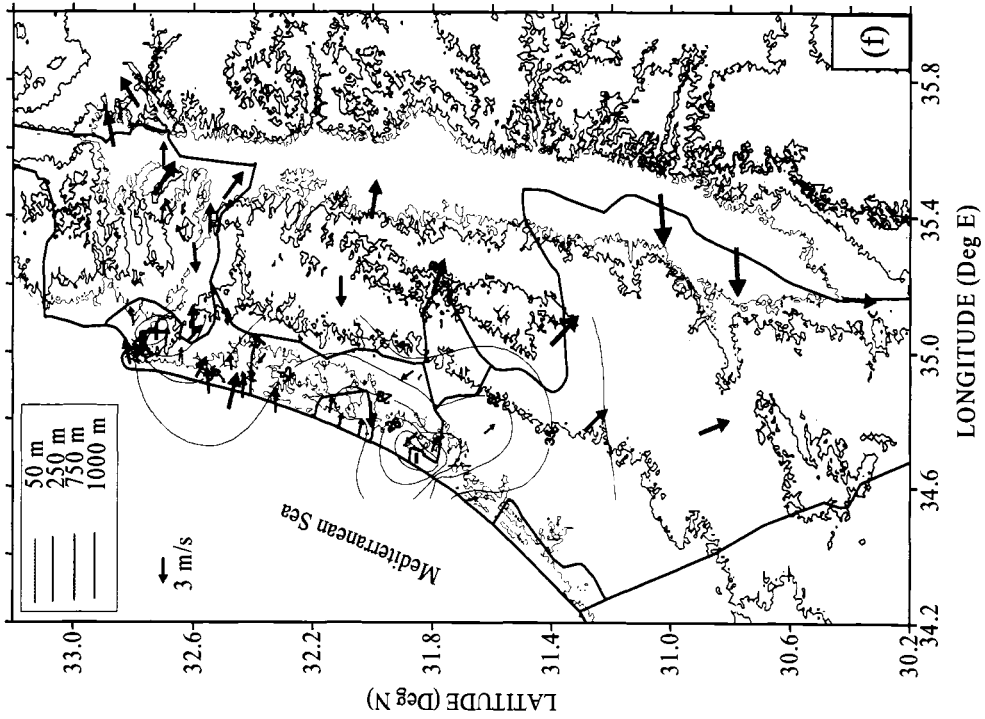 50 m
250 m
750 m
1000 m
3 m/s
Mediterranean Sea
(f)
33.0
32.6
32.2
31.8
31.4
31.0
30.6
30.2
LATITUDE (Deg N)
34.2
34.6
35.0
35.4
35.8
LONGITUDE (Deg E)